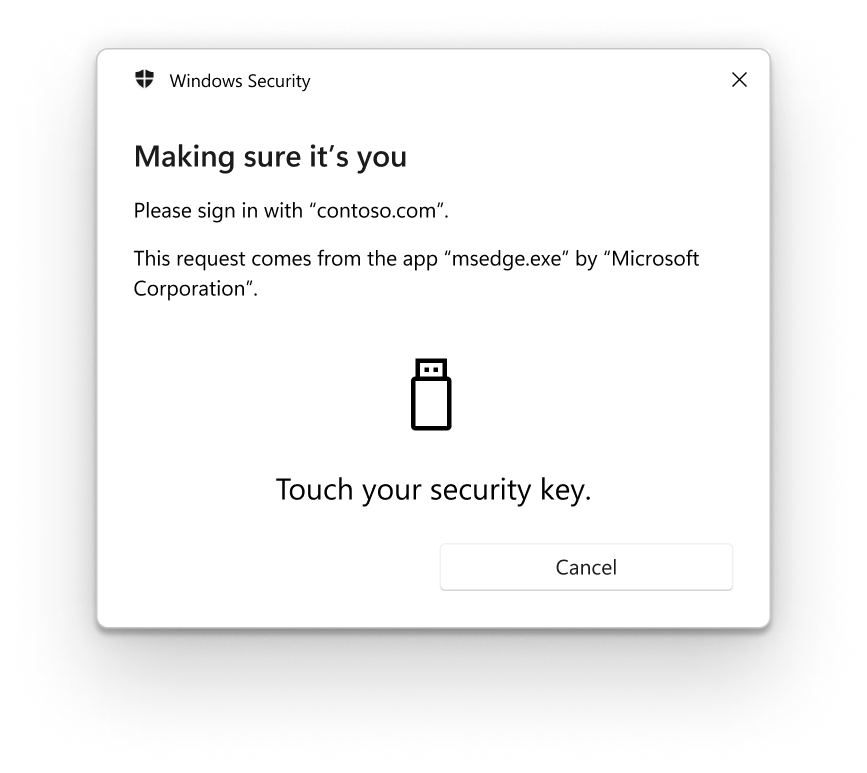 Windows Security
Making sure it’s you
Please sign in with “contoso.com”.
This request comes from the app “msedge.exe” by “Microsoft
Corporation”.
Touch your security key.
Cancel